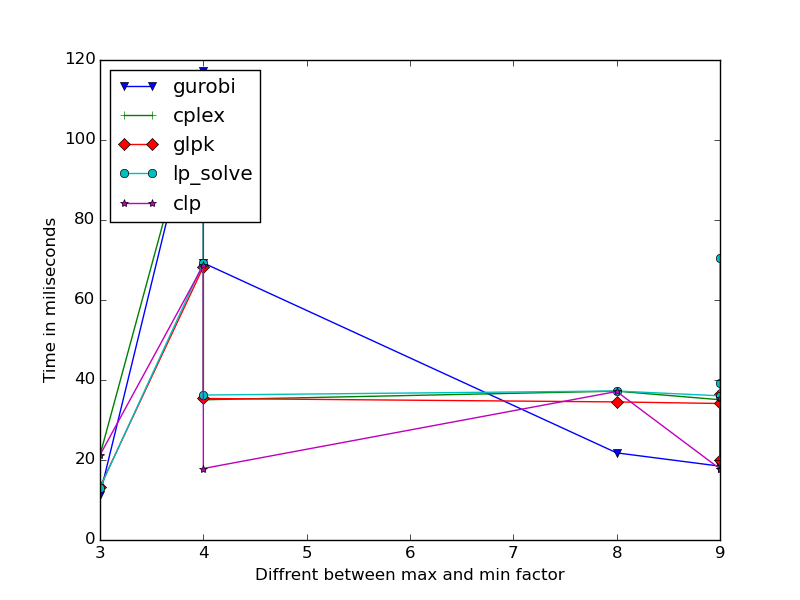 120
100
80
60
40
20
0
Time in miliseconds
gurobi
cplex
glpk
lp_solve
clp
3 4 5 6 7 8 9
Diffrent between max and min factor